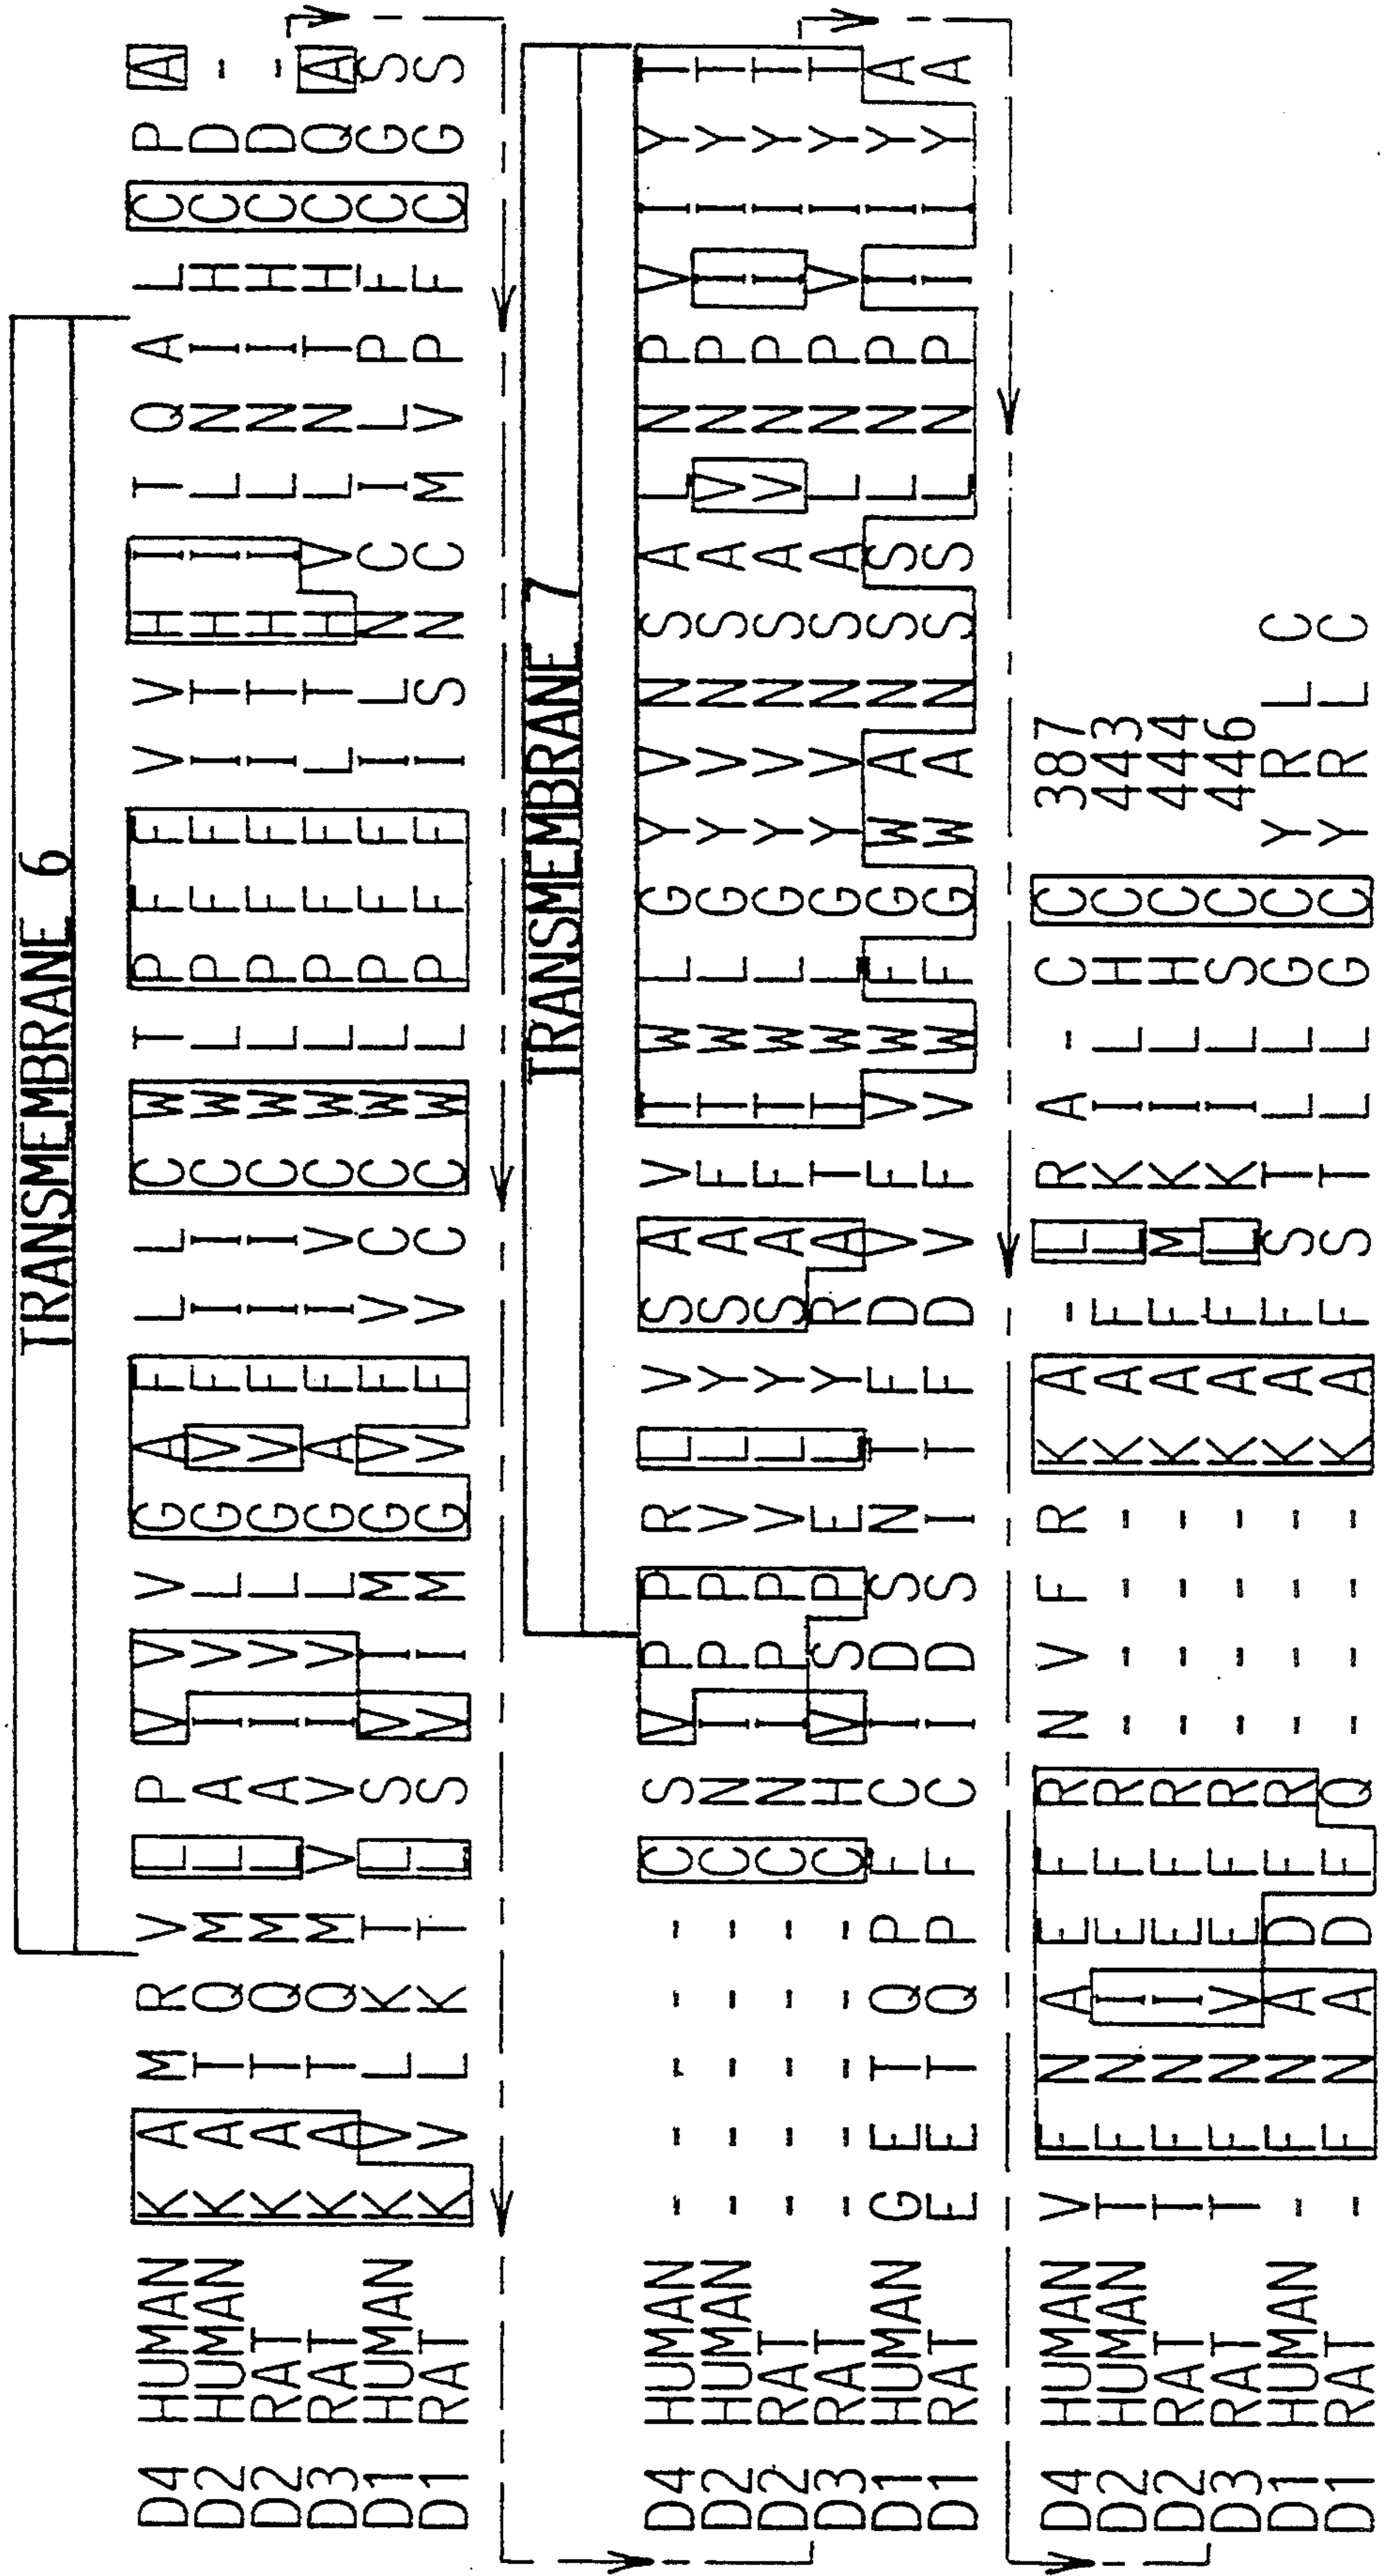 TRANSMEMBRANE 6
D4 HUMAN K A M R V L P V V V G A F L L C W T P F F V V H I T Q A L C P A
D2 HUMAN K A T Q M L A I V L G V F I I C W L P F F I T H I L N I H C D -
D2 RAT K A T Q M L A I V L G V F I I C W L P F F I T H I L N I H C D -
D3 RAT K A T Q M V V I V L G A F I V C W L P F F L T H V L N T H C Q A
D1 HUMAN K V L K T L S V I M G V F V C C W L P F F I L N C I L P F C G S
D1 RAT K V L K T L S V I M G V F V C C W L P F F I S N C M V P F C G S
TRANSMEMBRANE 7
D4 HUMAN - - - - - C S V P P R L V S A V T W L G Y V N S A L N P V I Y T
D2 HUMAN - - - - - C N I P P V L Y S A F T W L G Y V N S A V N P I I Y T
D2 RAT - - - - - C N I P P V L Y S A F T W L G Y V N S A V N P I I Y T
D3 RAT - - - - - C H V S P E L Y R A T T W L G Y V N S A L N P V I Y T
D1 HUMAN G E T Q P F C I D S N T F D V F V W F G W A N S S L N P I I Y A
D1 RAT E E T Q P F C I D S I T F D V F V W F G W A N S S L N P I I Y A
D4 HUMAN V F N A E F R N V F R K A - L R A - C C 387
D2 HUMAN T F N I E F R - - - - K A F L K I L H C 443
D2 RAT T F N I E F R - - - - K A F M K I L H C 444
D3 RAT T F N V E F R - - - - K A F L K I L S C 446
D1 HUMAN - F N A D F R - - - - K A F S T L L G C Y R L C
D1 RAT - F N A D F Q - - - - K A F S T L L G C Y R L C